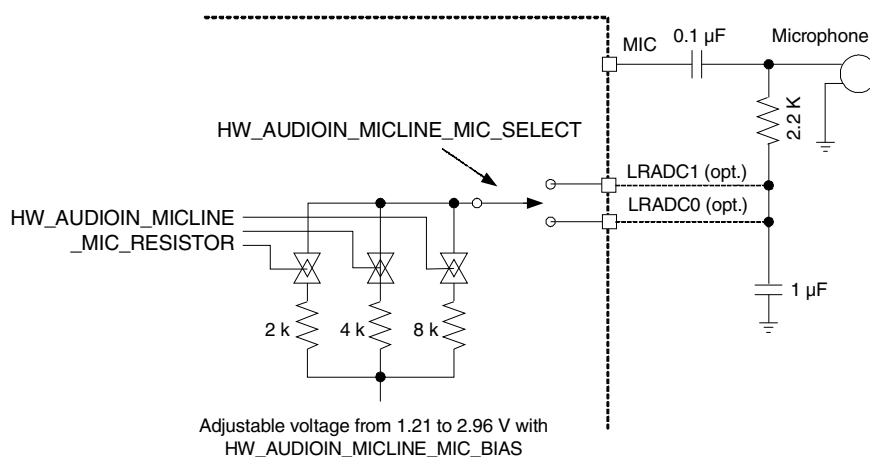 MIC
0.1 µF
Microphone
2.2 K
HW_AUDIOIN_MICLINE_MIC_SELECT
LRADC1 (opt.)
LRADC0 (opt.)
HW_AUDIOIN_MICLINE
_MIC_RESISTOR
2 k
4 k
8 k
1 µF
Adjustable voltage from 1.21 to 2.96 V with
HW_AUDIOIN_MICLINE_MIC_BIAS